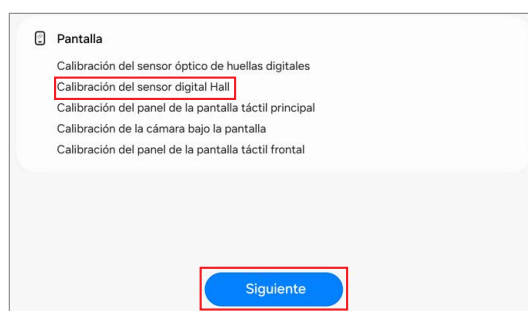 Pantalla
Calibración del sensor óptico de huellas digitales
Calibración del sensor digital Hall
Calibración del panel de la pantalla táctil principal
Calibración de la cámara bajo la pantalla
Calibración del panel de la pantalla táctil frontal
Siguiente